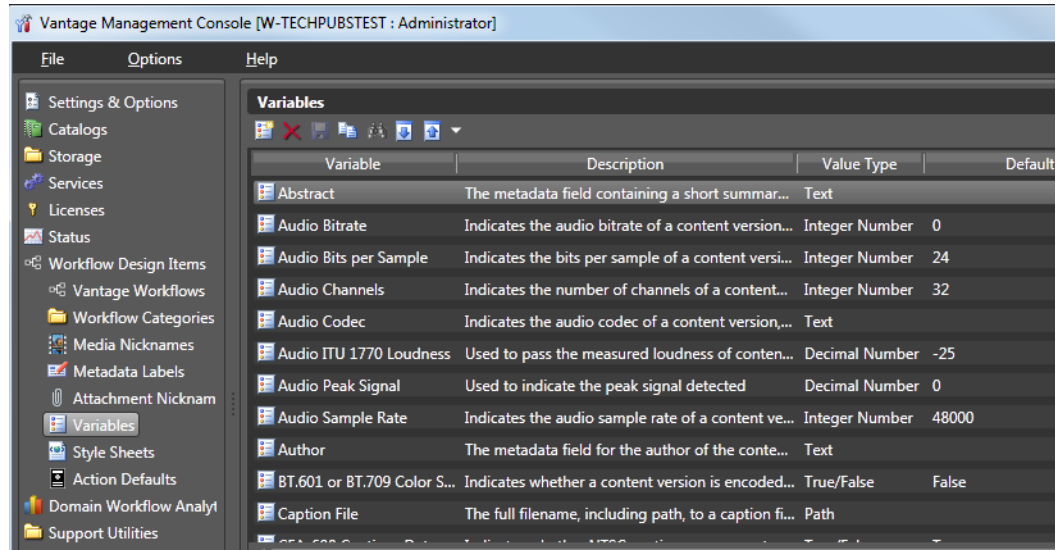 Vantage Management Console [W-TECHPUBSTEST : Administrator]
File Options Help
Settings & Options
Catalogs
Storage
Services
Licenses
Status
Workflow Design Items
Vantage Workflows
Workflow Categories
Media Nicknames
Metadata Labels
Attachment Nicknam
Variables
Style Sheets
Action Defaults
Domain Workflow Analyt
Support Utilities
Variables
Variable Description Value Type Default
Abstract The metadata field containing a short summar... Text
Audio Bitrate Indicates the audio bitrate of a content version... Integer Number 0
Audio Bits per Sample Indicates the bits per sample of a content versi... Integer Number 24
Audio Channels Indicates the number of channels of a content... Integer Number 32
Audio Codec Indicates the audio codec of a content version,... Text
Audio ITU 1770 Loudness Used to pass the measured loudness of conten... Decimal Number -25
Audio Peak Signal Used to indicate the peak signal detected Decimal Number 0
Audio Sample Rate Indicates the audio sample rate of a content ve... Integer Number 48000
Author The metadata field for the author of the conte... Text
BT.601 or BT.709 Color S... Indicates whether a content version is encoded... True/False False
Caption File The full filename, including path, to a caption fi... Path